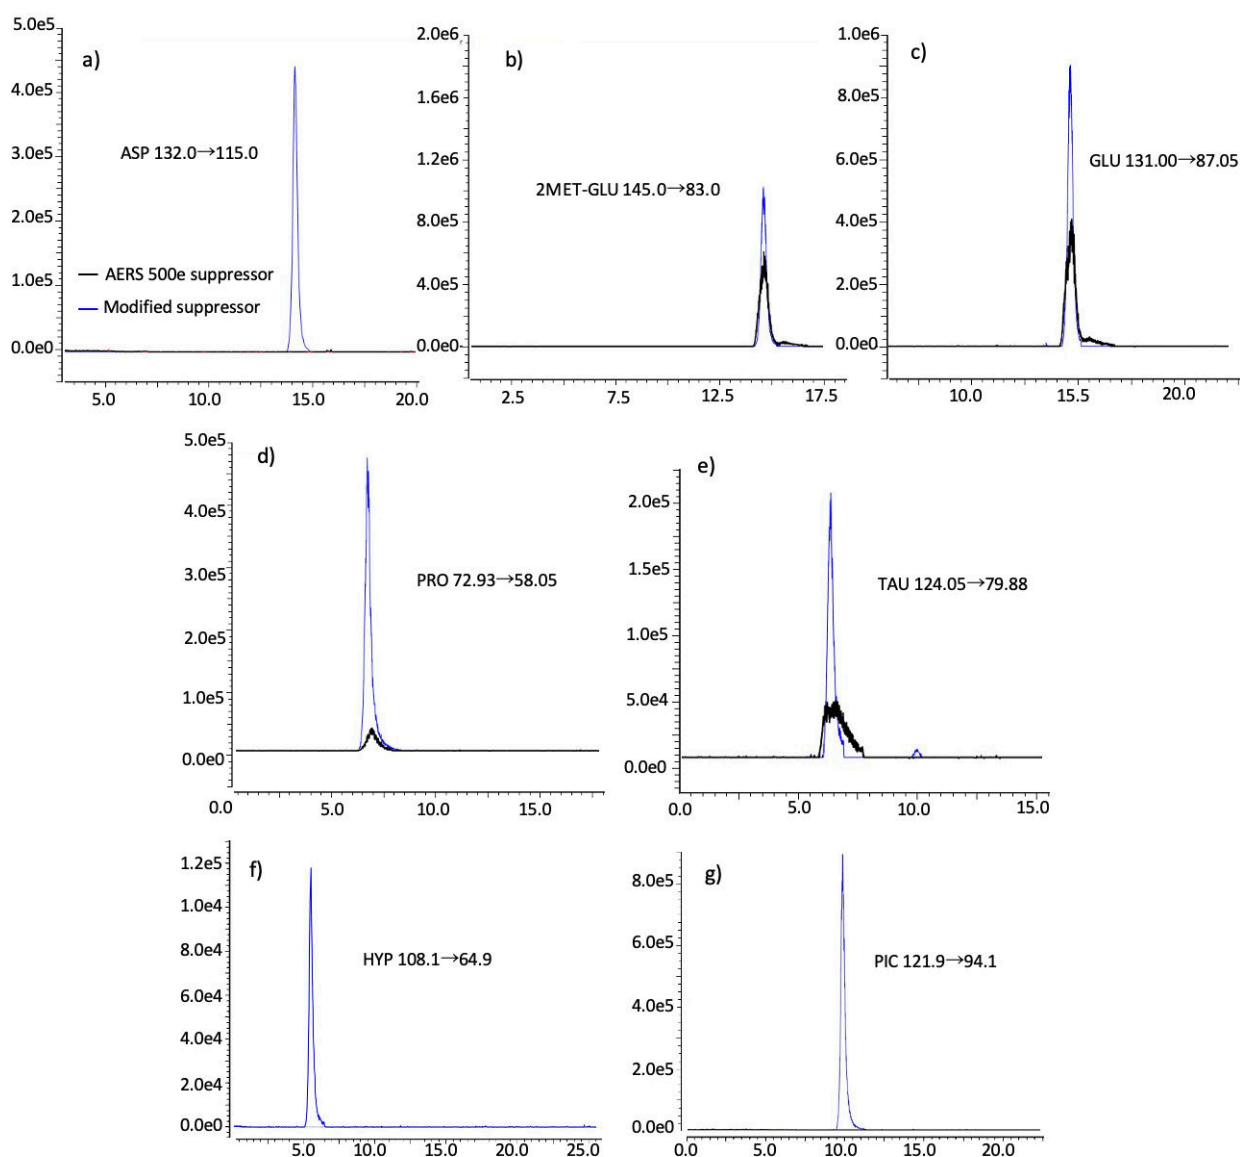 a)
5.0e5
4.0e5
3.0e5
2.0e5
1.0e5
0.0e0
ASP 132.0→115.0
AERS 500e suppressor
Modified suppressor
5.0 10.0 15.0 20.0
b)
2.0e6
1.6e6
1.2e6
8.0e5
4.0e5
0.0e0
2MET-GLU 145.0→83.0
2.5 7.5 12.5 17.5
c)
1.0e6
8.0e5
6.0e5
4.0e5
2.0e5
0.0e0
GLU 131.00→87.05
10.0 15.5 20.0
d)
5.0e5
4.0e5
3.0e5
2.0e5
1.0e5
0.0e0
PRO 72.93→58.05
0.0 5.0 10.0 15.0
e)
2.0e5
1.5e5
1.0e5
5.0e4
0.0e0
TAU 124.05→79.88
0.0 5.0 10.0 15.0
f)
1.2e5
1.0e4
8.0e4
6.0e4
4.0e4
2.0e4
0.0e0
HYP 108.1→64.9
5.0 10.0 15.0 20.0 25.0
g)
8.0e5
6.0e5
4.0e5
2.0e5
0.0e0
PIC 121.9→94.1
0.0 5.0 10.0 15.0 20.0